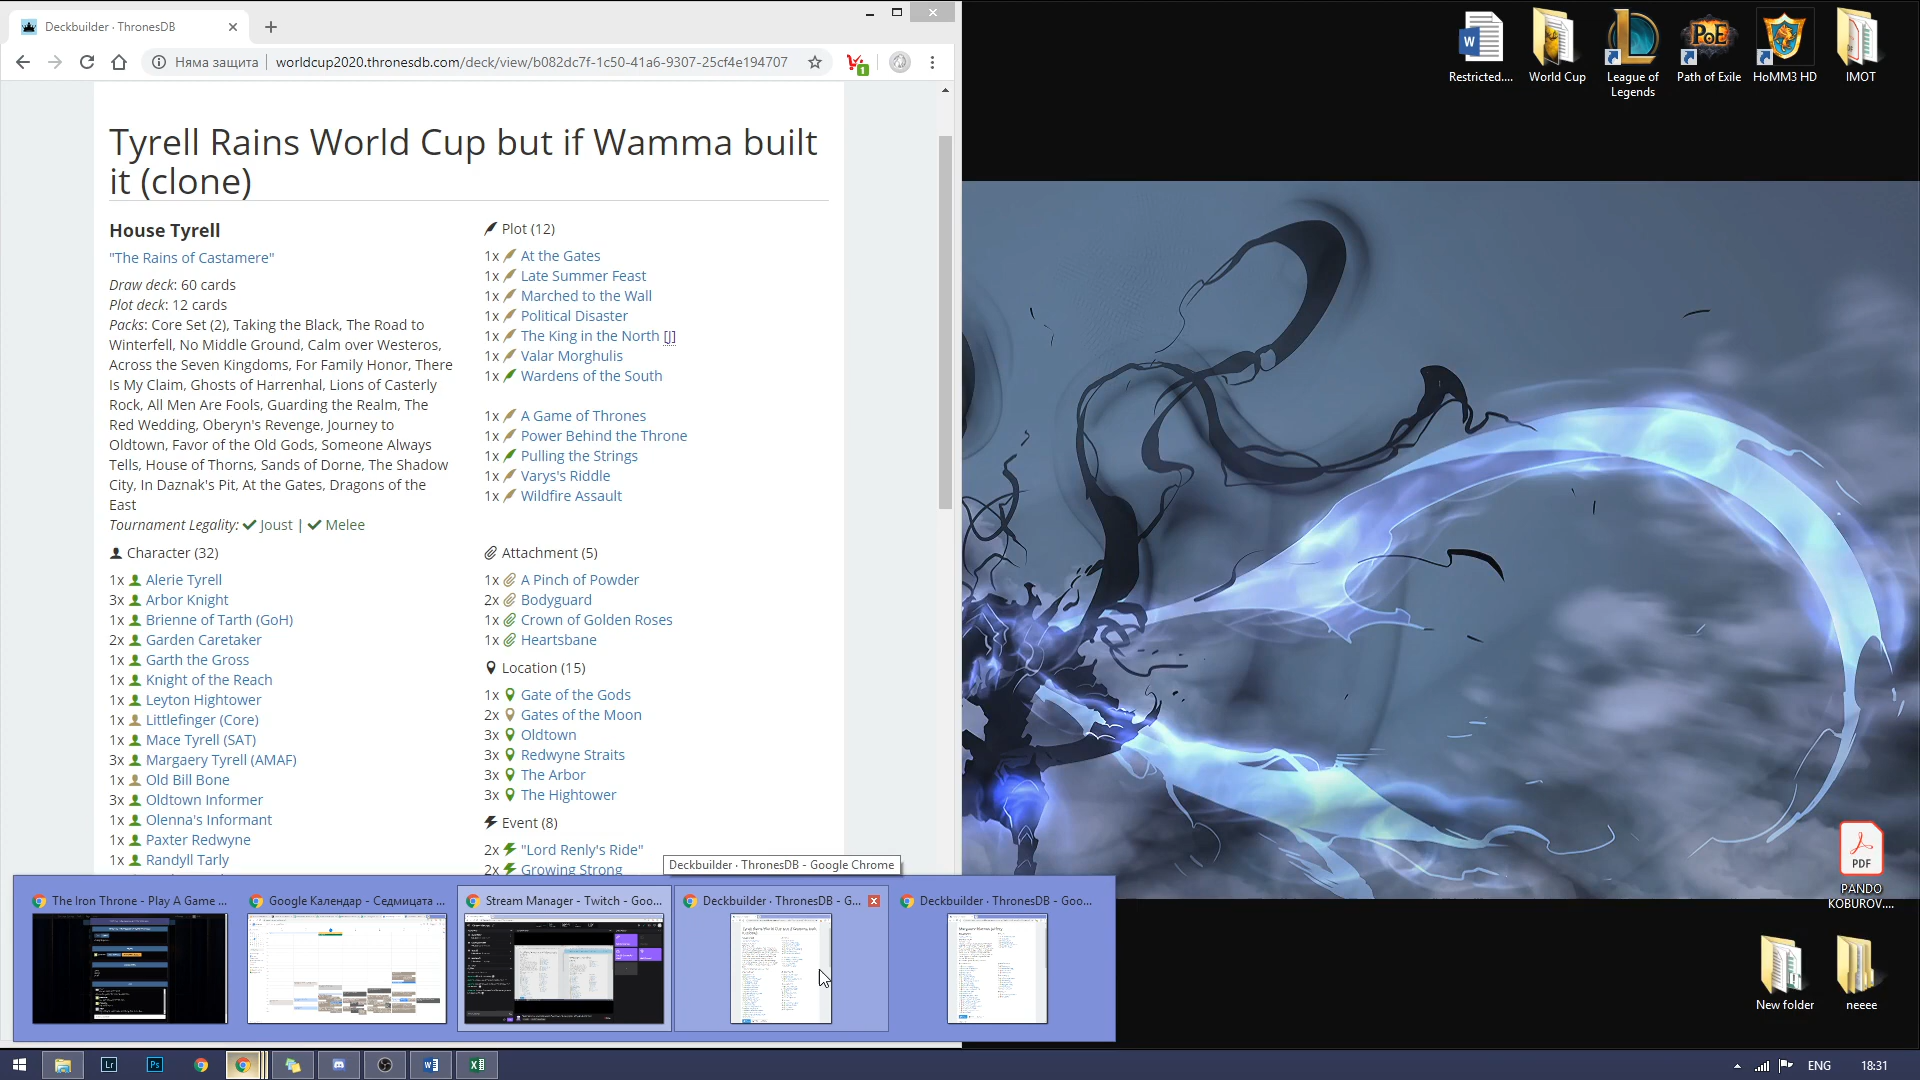 Deckbuilder · ThronesDB
Няма защита
worldcup2020.thronesdb.com/deck/view/b082dc7f-1c50-41a6-9307-25cf4e194707
1
Tyrell Rains World Cup but if Wamma built
it (clone)
House Tyrell
"The Rains of Castamere"
Draw deck: 60 cards
Plot deck: 12 cards
Packs: Core Set (2), Taking the Black, The Road to
Winterfell, No Middle Ground, Calm over Westeros,
Across the Seven Kingdoms, For Family Honor, There
Is My Claim, Ghosts of Harrenhal, Lions of Casterly
Rock, All Men Are Fools, Guarding the Realm, The
Red Wedding, Oberyn's Revenge, Journey to
Oldtown, Favor of the Old Gods, Someone Always
Tells, House of Thorns, Sands of Dorne, The Shadow
City, In Daznak's Pit, At the Gates, Dragons of the
East
Tournament Legality: Joust | Melee
Plot (12)
1x At the Gates
1x Late Summer Feast
1x Marched to the Wall
1x Political Disaster
1x The King in the North [J]
1x Valar Morghulis
1x Wardens of the South
1x A Game of Thrones
1x Power Behind the Throne
1x Pulling the Strings
1x Varys's Riddle
1x Wildfire Assault
Character (32)
1x Alerie Tyrell
3x Arbor Knight
1x Brienne of Tarth (GoH)
2x Garden Caretaker
1x Garth the Gross
1x Knight of the Reach
1x Leyton Hightower
1x Littlefinger (Core)
1x Mace Tyrell (SAT)
3x Margaery Tyrell (AMAF)
1x Old Bill Bone
3x Oldtown Informer
1x Olenna's Informant
1x Paxter Redwyne
1x Randyll Tarly
Attachment (5)
1x A Pinch of Powder
2x Bodyguard
1x Crown of Golden Roses
1x Heartsbane
Location (15)
1x Gate of the Gods
2x Gates of the Moon
3x Oldtown
3x Redwyne Straits
3x The Arbor
3x The Hightower
Event (8)
2x "Lord Renly's Ride"
2x Growing Strong
Deckbuilder · ThronesDB - Google Chrome
The Iron Throne - Play A Game ...
Google Календар - Седмицата ...
Stream Manager - Twitch - Goo...
Deckbuilder · ThronesDB - G...
Deckbuilder · ThronesDB - Goo...
Restricted....
World Cup
League of
Legends
PoE
Path of Exile
HoMM3 HD
IMOT
PDF
PANDO
KOBUROV....
New folder
neeee
Lr
Ps
ENG
18:31